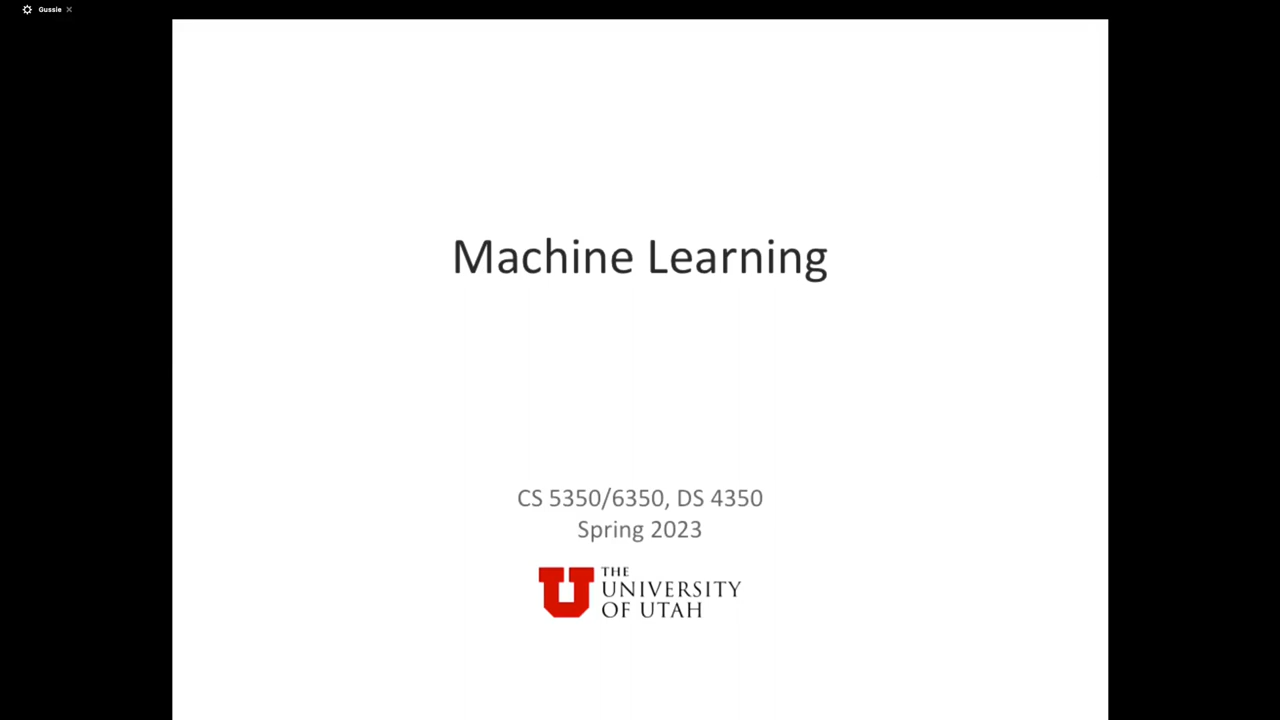 Gussie
Machine Learning
CS 5350/6350, DS 4350
Spring 2023
THE
UNIVERSITY
OF UTAH